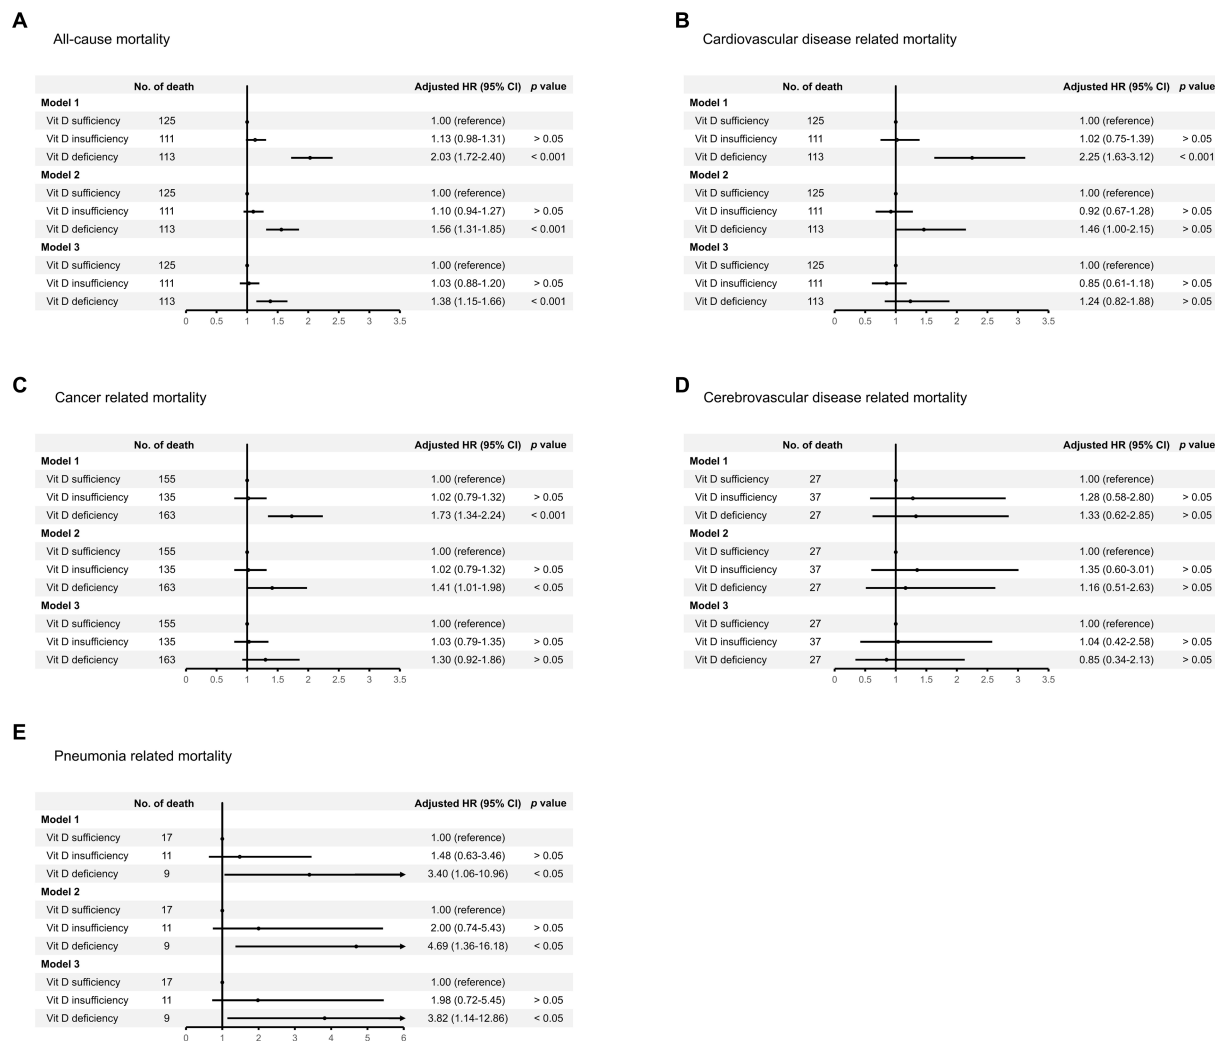 A
All-cause mortality
No. of death Adjusted HR (95% CI) p value
Model 1
Vit D sufficiency 125 1.00 (reference)
Vit D insufficiency 111 1.13 (0.98-1.31) > 0.05
Vit D deficiency 113 2.03 (1.72-2.40) < 0.001
Model 2
Vit D sufficiency 125 1.00 (reference)
Vit D insufficiency 111 1.10 (0.94-1.27) > 0.05
Vit D deficiency 113 1.56 (1.31-1.85) < 0.001
Model 3
Vit D sufficiency 125 1.00 (reference)
Vit D insufficiency 111 1.03 (0.88-1.20) > 0.05
Vit D deficiency 113 1.38 (1.15-1.66) < 0.001
0 0.5 1 1.5 2 2.5 3 3.5
B
Cardiovascular disease related mortality
No. of death Adjusted HR (95% CI) p value
Model 1
Vit D sufficiency 125 1.00 (reference)
Vit D insufficiency 111 1.02 (0.75-1.39) > 0.05
Vit D deficiency 113 2.25 (1.63-3.12) < 0.001
Model 2
Vit D sufficiency 125 1.00 (reference)
Vit D insufficiency 111 0.92 (0.67-1.28) > 0.05
Vit D deficiency 113 1.46 (1.00-2.15) > 0.05
Model 3
Vit D sufficiency 125 1.00 (reference)
Vit D insufficiency 111 0.85 (0.61-1.18) > 0.05
Vit D deficiency 113 1.24 (0.82-1.88) > 0.05
0 0.5 1 1.5 2 2.5 3 3.5
C
Cancer related mortality
No. of death Adjusted HR (95% CI) p value
Model 1
Vit D sufficiency 155 1.00 (reference)
Vit D insufficiency 135 1.02 (0.79-1.32) > 0.05
Vit D deficiency 163 1.73 (1.34-2.24) < 0.001
Model 2
Vit D sufficiency 155 1.00 (reference)
Vit D insufficiency 135 1.02 (0.79-1.32) > 0.05
Vit D deficiency 163 1.41 (1.01-1.98) < 0.05
Model 3
Vit D sufficiency 155 1.00 (reference)
Vit D insufficiency 135 1.03 (0.79-1.35) > 0.05
Vit D deficiency 163 1.30 (0.92-1.86) > 0.05
0 0.5 1 1.5 2 2.5 3 3.5
D
Cerebrovascular disease related mortality
No. of death Adjusted HR (95% CI) p value
Model 1
Vit D sufficiency 27 1.00 (reference)
Vit D insufficiency 37 1.28 (0.58-2.80) > 0.05
Vit D deficiency 27 1.33 (0.62-2.85) > 0.05
Model 2
Vit D sufficiency 27 1.00 (reference)
Vit D insufficiency 37 1.35 (0.60-3.01) > 0.05
Vit D deficiency 27 1.16 (0.51-2.63) > 0.05
Model 3
Vit D sufficiency 27 1.00 (reference)
Vit D insufficiency 37 1.04 (0.42-2.58) > 0.05
Vit D deficiency 27 0.85 (0.34-2.13) > 0.05
0 0.5 1 1.5 2 2.5 3 3.5
E
Pneumonia related mortality
No. of death Adjusted HR (95% CI) p value
Model 1
Vit D sufficiency 17 1.00 (reference)
Vit D insufficiency 11 1.48 (0.63-3.46) > 0.05
Vit D deficiency 9 3.40 (1.06-10.96) < 0.05
Model 2
Vit D sufficiency 17 1.00 (reference)
Vit D insufficiency 11 2.00 (0.74-5.43) > 0.05
Vit D deficiency 9 4.69 (1.36-16.18) < 0.05
Model 3
Vit D sufficiency 17 1.00 (reference)
Vit D insufficiency 11 1.98 (0.72-5.45) > 0.05
Vit D deficiency 9 3.82 (1.14-12.86) < 0.05
0 1 2 3 4 5 6